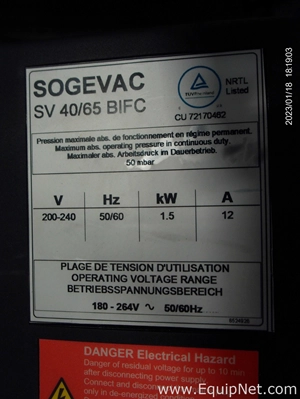 SOGEVAC
SV 40/65 BIFC
NRTL
Listed
CU 72170482
Pression maximale abs. de fonctionnement en régime permanent.
Maximum abs. operating pressure in continuous duty.
Maximaler abs. Arbeitsdruck im Dauerbetrieb.
50 mbar
V Hz kW A
200-240 50/60 1.5 12
PLAGE DE TENSION D'UTILISATION
OPERATING VOLTAGE RANGE
BETRIEBSSPANNUNGSBEREICH
180 - 264V ~ 50/60Hz
DANGER Electrical Hazard
Danger of residual voltage for up to 10 min
after disconnecting power supply
Connect and disconnect
only
www.EquipNet.com
2023/01/18 18:19:03